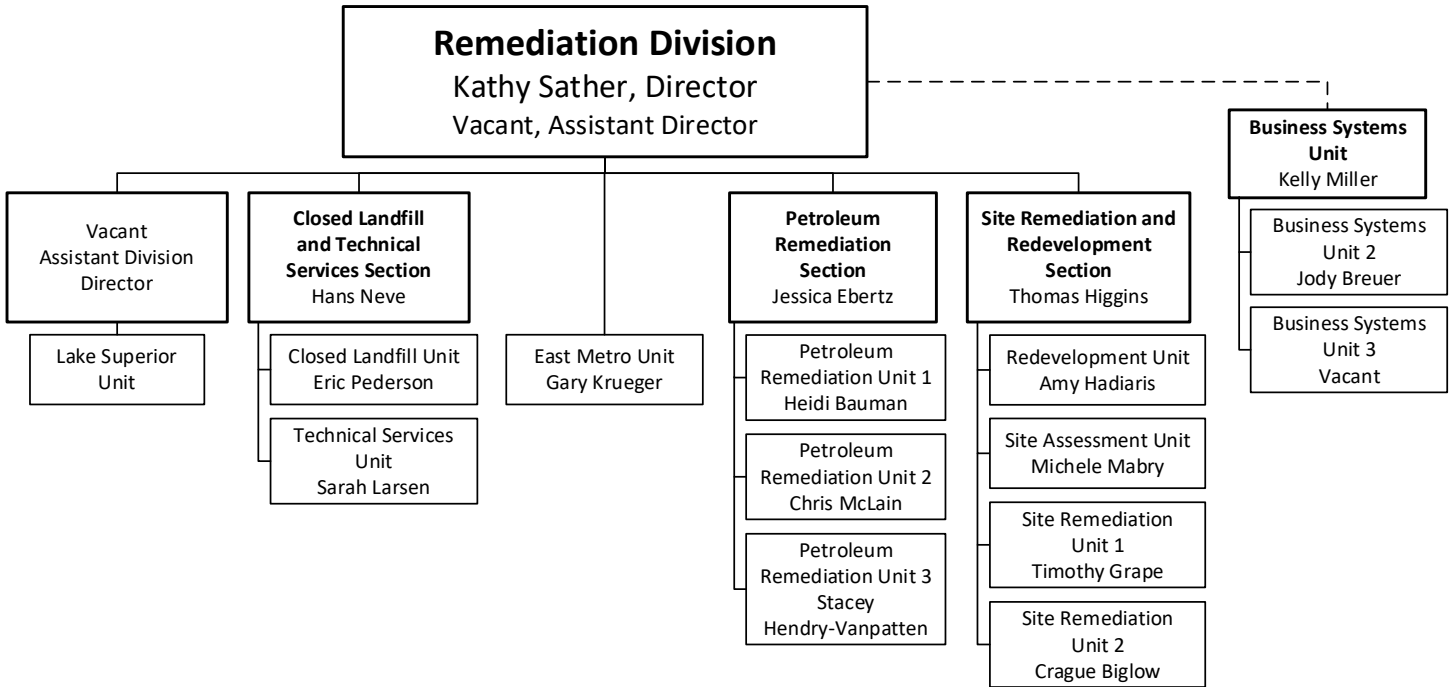 Remediation Division
Kathy Sather, Director
Vacant, Assistant Director
Business Systems
Unit
Kelly Miller
Business Systems
Unit 2
Jody Breuer
Business Systems
Unit 3
Vacant
Vacant
Assistant Division
Director
Lake Superior
Unit
Closed Landfill
and Technical
Services Section
Hans Neve
Closed Landfill Unit
Eric Pederson
Technical Services
Unit
Sarah Larsen
East Metro Unit
Gary Krueger
Petroleum
Remediation
Section
Jessica Ebertz
Petroleum
Remediation Unit 1
Heidi Bauman
Petroleum
Remediation Unit 2
Chris McLain
Petroleum
Remediation Unit 3
Stacey
Hendry-Vanpatten
Site Remediation and
Redevelopment
Section
Thomas Higgins
Redevelopment Unit
Amy Hadiaris
Site Assessment Unit
Michele Mabry
Site Remediation
Unit 1
Timothy Grape
Site Remediation
Unit 2
Crague Biglow